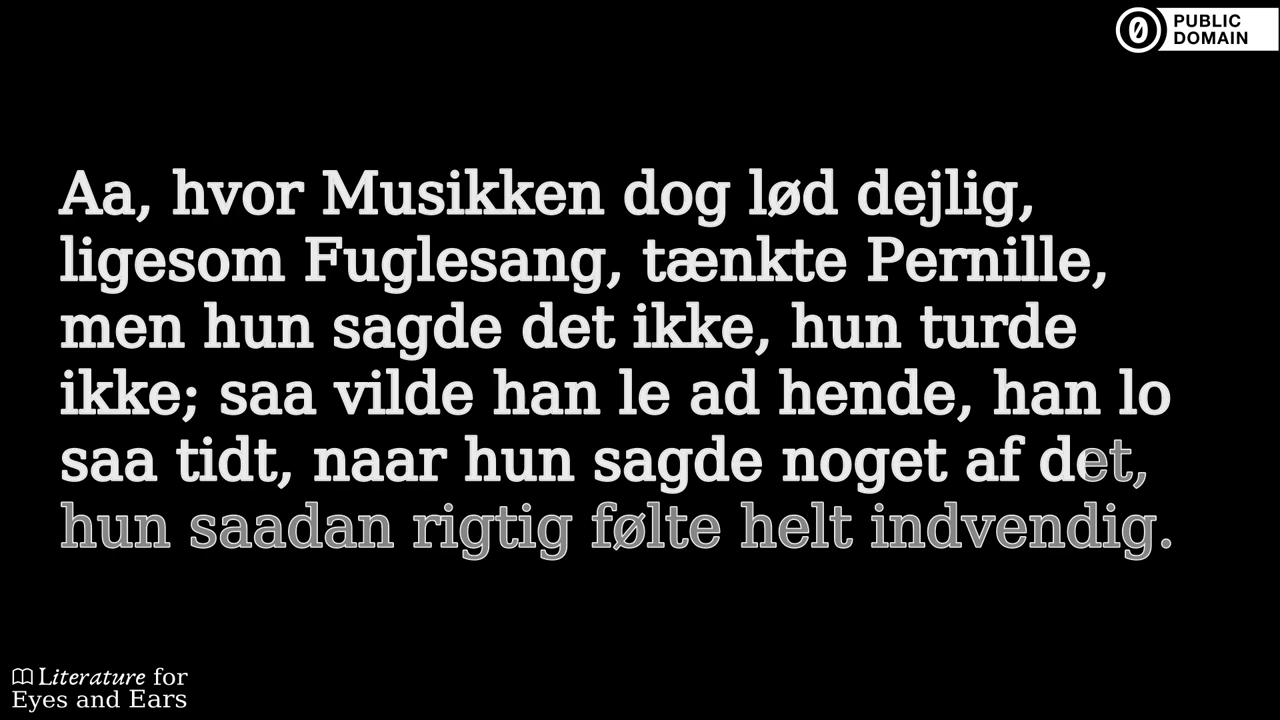 PUBLIC
DOMAIN
Aa, hvor Musikken dog lød dejlig,
ligesom Fuglesang, tænkte Pernille,
men hun sagde det ikke, hun turde
ikke; saa vilde han le ad hende, han lo
saa tidt, naar hun sagde noget af det,
hun saadan rigtig følte helt indvendig.
Literature for
Eyes and Ears